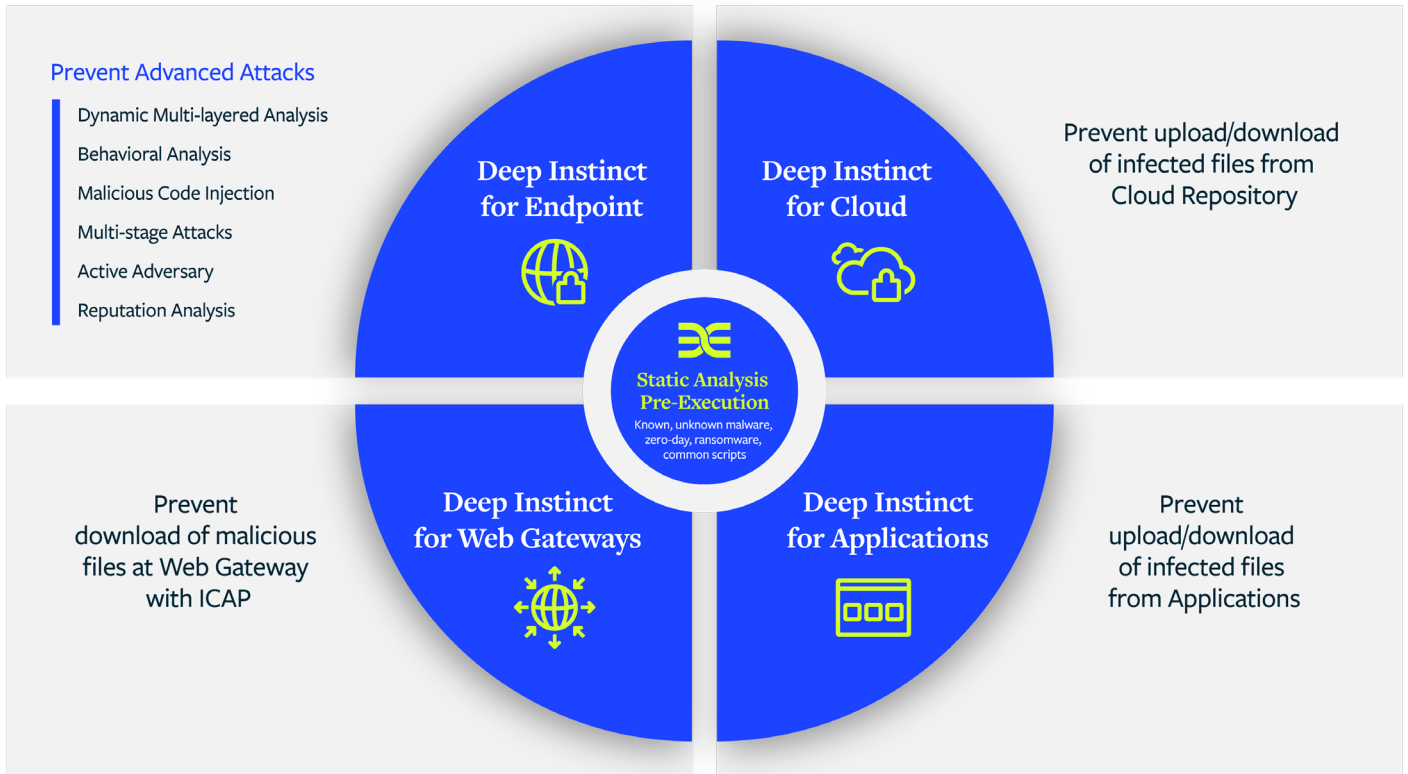 Prevent Advanced Attacks
Dynamic Multi-layered Analysis
Behavioral Analysis
Malicious Code Injection
Multi-stage Attacks
Active Adversary
Reputation Analysis
Deep Instinct
for Endpoint
Deep Instinct
for Cloud
Prevent upload/download
of infected files from
Cloud Repository
Static Analysis
Pre-Execution
Known, unknown malware,
zero-day, ransomware,
common scripts
Prevent
download of malicious
files at Web Gateway
with ICAP
Deep Instinct
for Web Gateways
Deep Instinct
for Applications
Prevent
upload/download
of infected files
from Applications